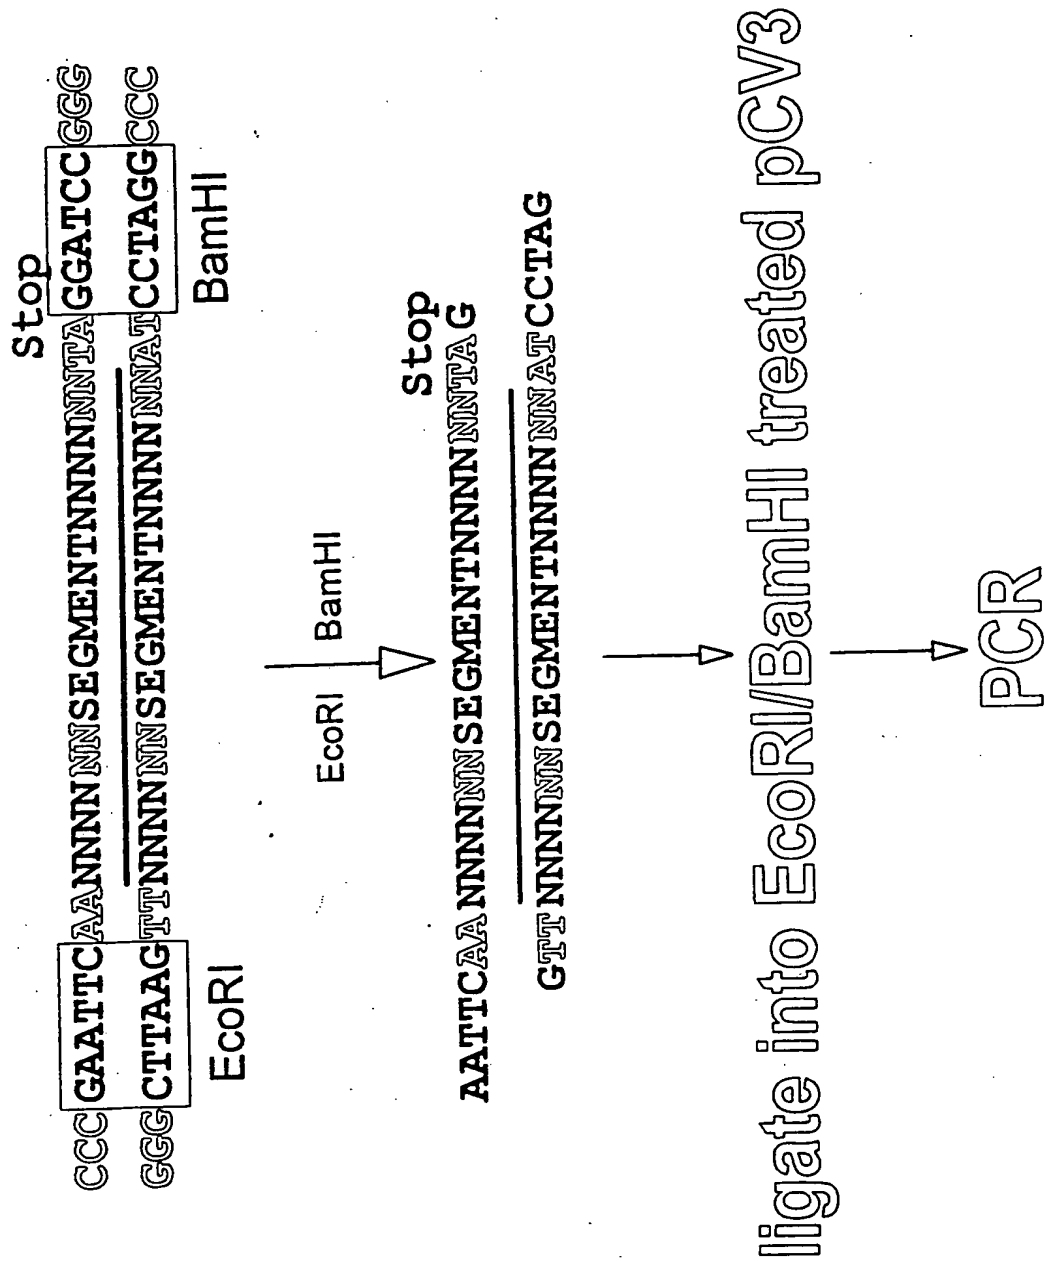 Stop
CCCGAATTCAANNNNNNSEGMENTNNNNNNTAGGATCCGGG
GGGCTTAAGTTNNNNNNSEGMENTNNNNNNATCCTAGGCCC
EcoRI BamHI
EcoRI BamHI
Stop
AATTCAANNNNNNSEGMENTNNNNNNTAG
GTTNNNNNNSEGMENTNNNNNNATCCTAG
ligate into EcoRI/BamHI treated pCV3
PCR